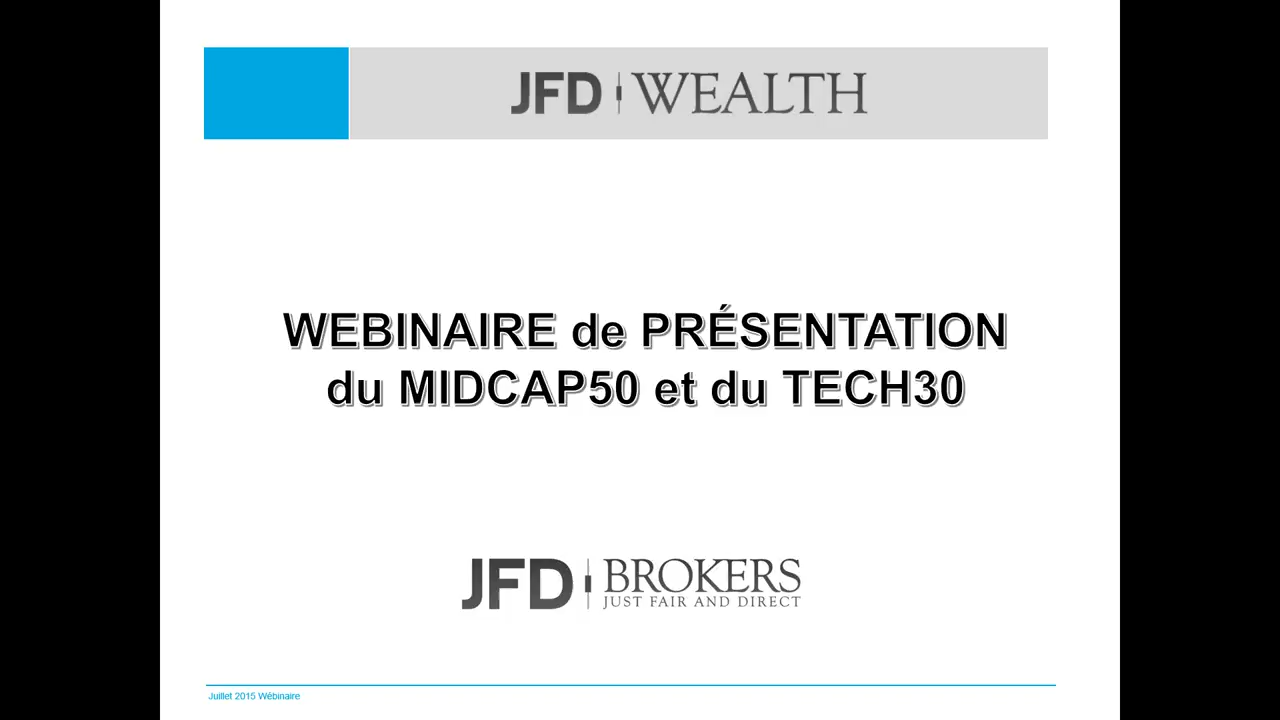 JFD WEALTH
WEBINAIRE de PRÉSENTATION
du MIDCAP50 et du TECH30
JFD BROKERS
JUST FAIR AND DIRECT
Juillet 2015 Wébinaire